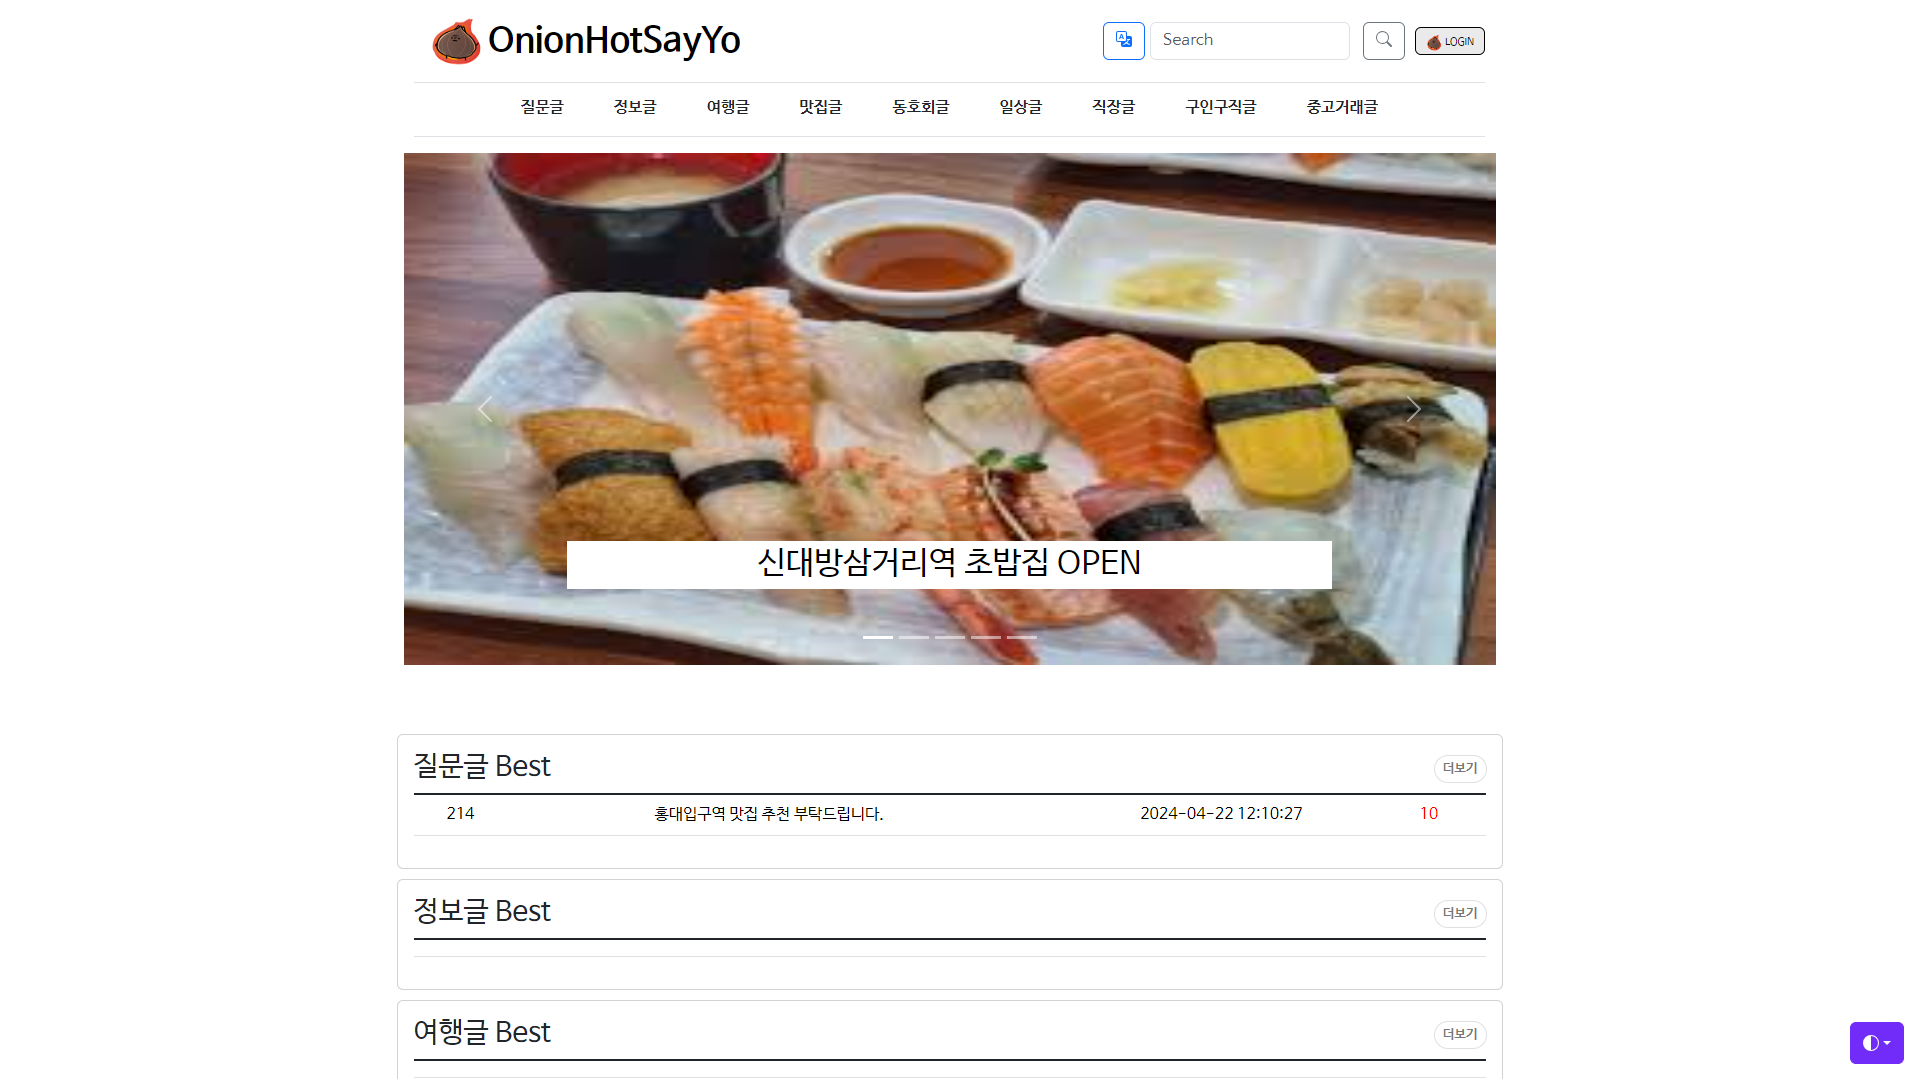 OnionHotSayYo
Search
LOGIN
질문글 정보글 여행글 맛집글 동호회글 일상글 직장글 구인구직글 중고거래글
신대방삼거리역 초밥집 OPEN
질문글 Best 더보기
214 홍대입구역 맛집 추천 부탁드립니다. 2024-04-22 12:10:27 10
정보글 Best 더보기
여행글 Best 더보기